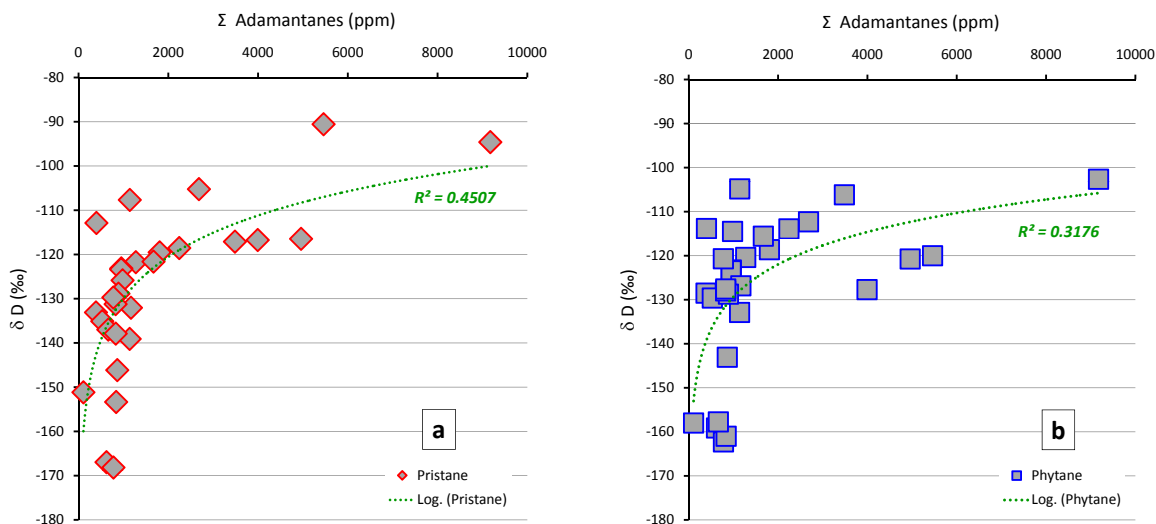 Σ Adamantanes (ppm)
0 2000 4000 6000 8000 10000
-80
-90
-100
-110
-120
-130
-140
-150
-160
-170
-180
δ D (‰)
R² = 0.4507
a
Pristane
Log. (Pristane)
Σ Adamantanes (ppm)
0 2000 4000 6000 8000 10000
-80
-90
-100
-110
-120
-130
-140
-150
-160
-170
-180
δ D (‰)
R² = 0.3176
b
Phytane
Log. (Phytane)